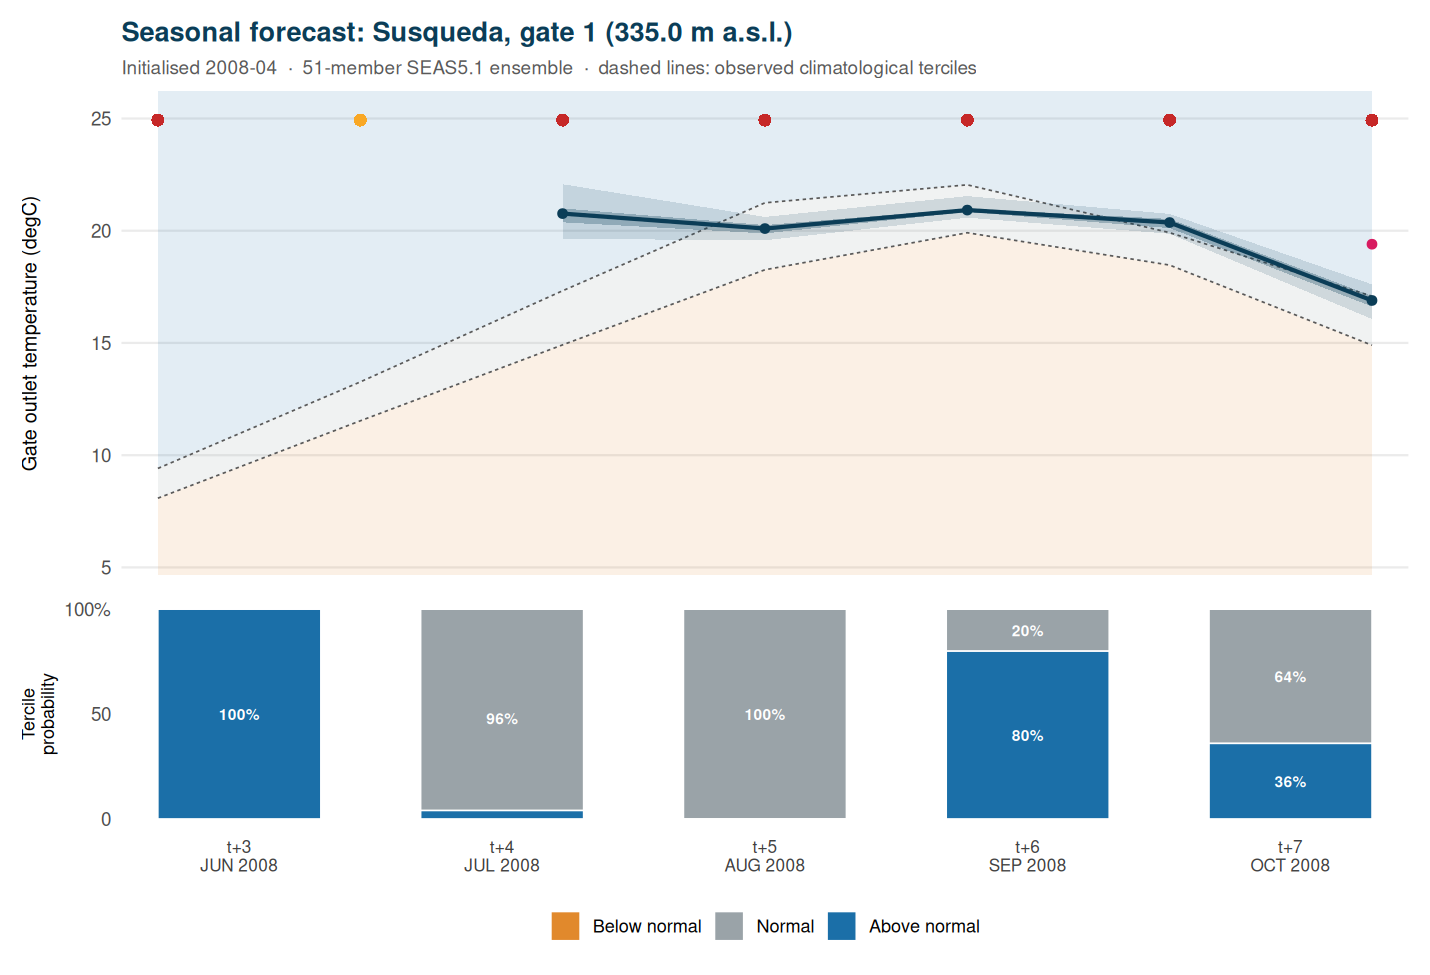 Seasonal forecast: Susqueda, gate 1 (335.0 m a.s.l.)
Initialised 2008-04 · 51-member SEAS5.1 ensemble · dashed lines: observed climatological terciles
Gate outlet temperature (degC)
25
20
15
10
5
Tercile
probability
100%
50
0
100%
96%
100%
20%
80%
64%
36%
t+3
JUN 2008
t+4
JUL 2008
t+5
AUG 2008
t+6
SEP 2008
t+7
OCT 2008
Below normal
Normal
Above normal